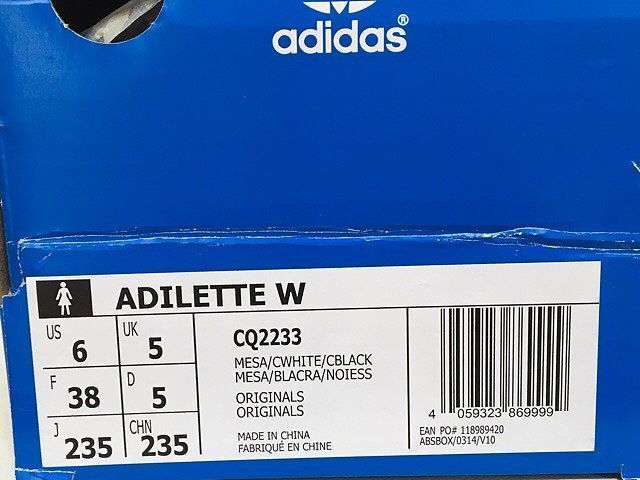 adidas®
ADILETTE W
US 6 UK 5
F 38 D 5
J 235 CHN 235
CQ2233
MESA/CWHITE/CBLACK
MESA/BLACRA/NOIESS
ORIGINALS
ORIGINALS
MADE IN CHINA
FABRIQUÉ EN CHINE
4 059323 869999
EAN PO# 118989420
ABSBOX/0314/V10